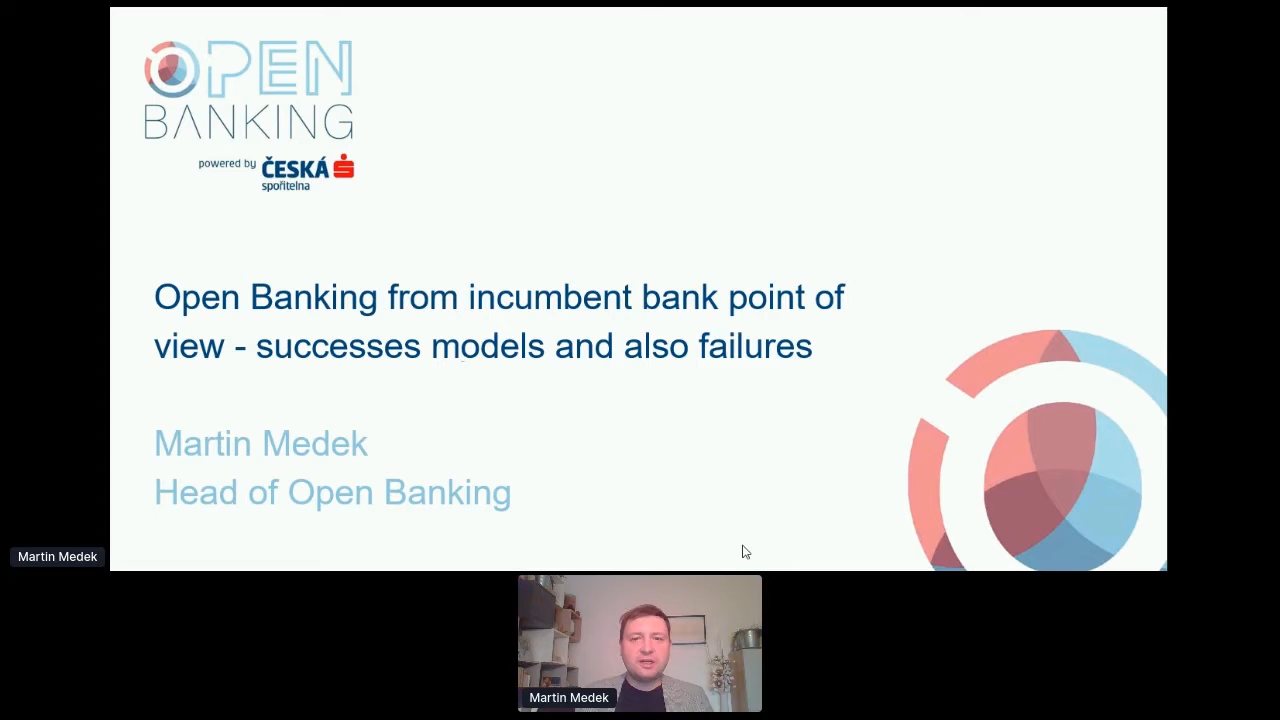 OPEN
BANKING
powered by ČESKÁ
spořitelna
Open Banking from incumbent bank point of
view - successes models and also failures
Martin Medek
Head of Open Banking
Martin Medek
Martin Medek